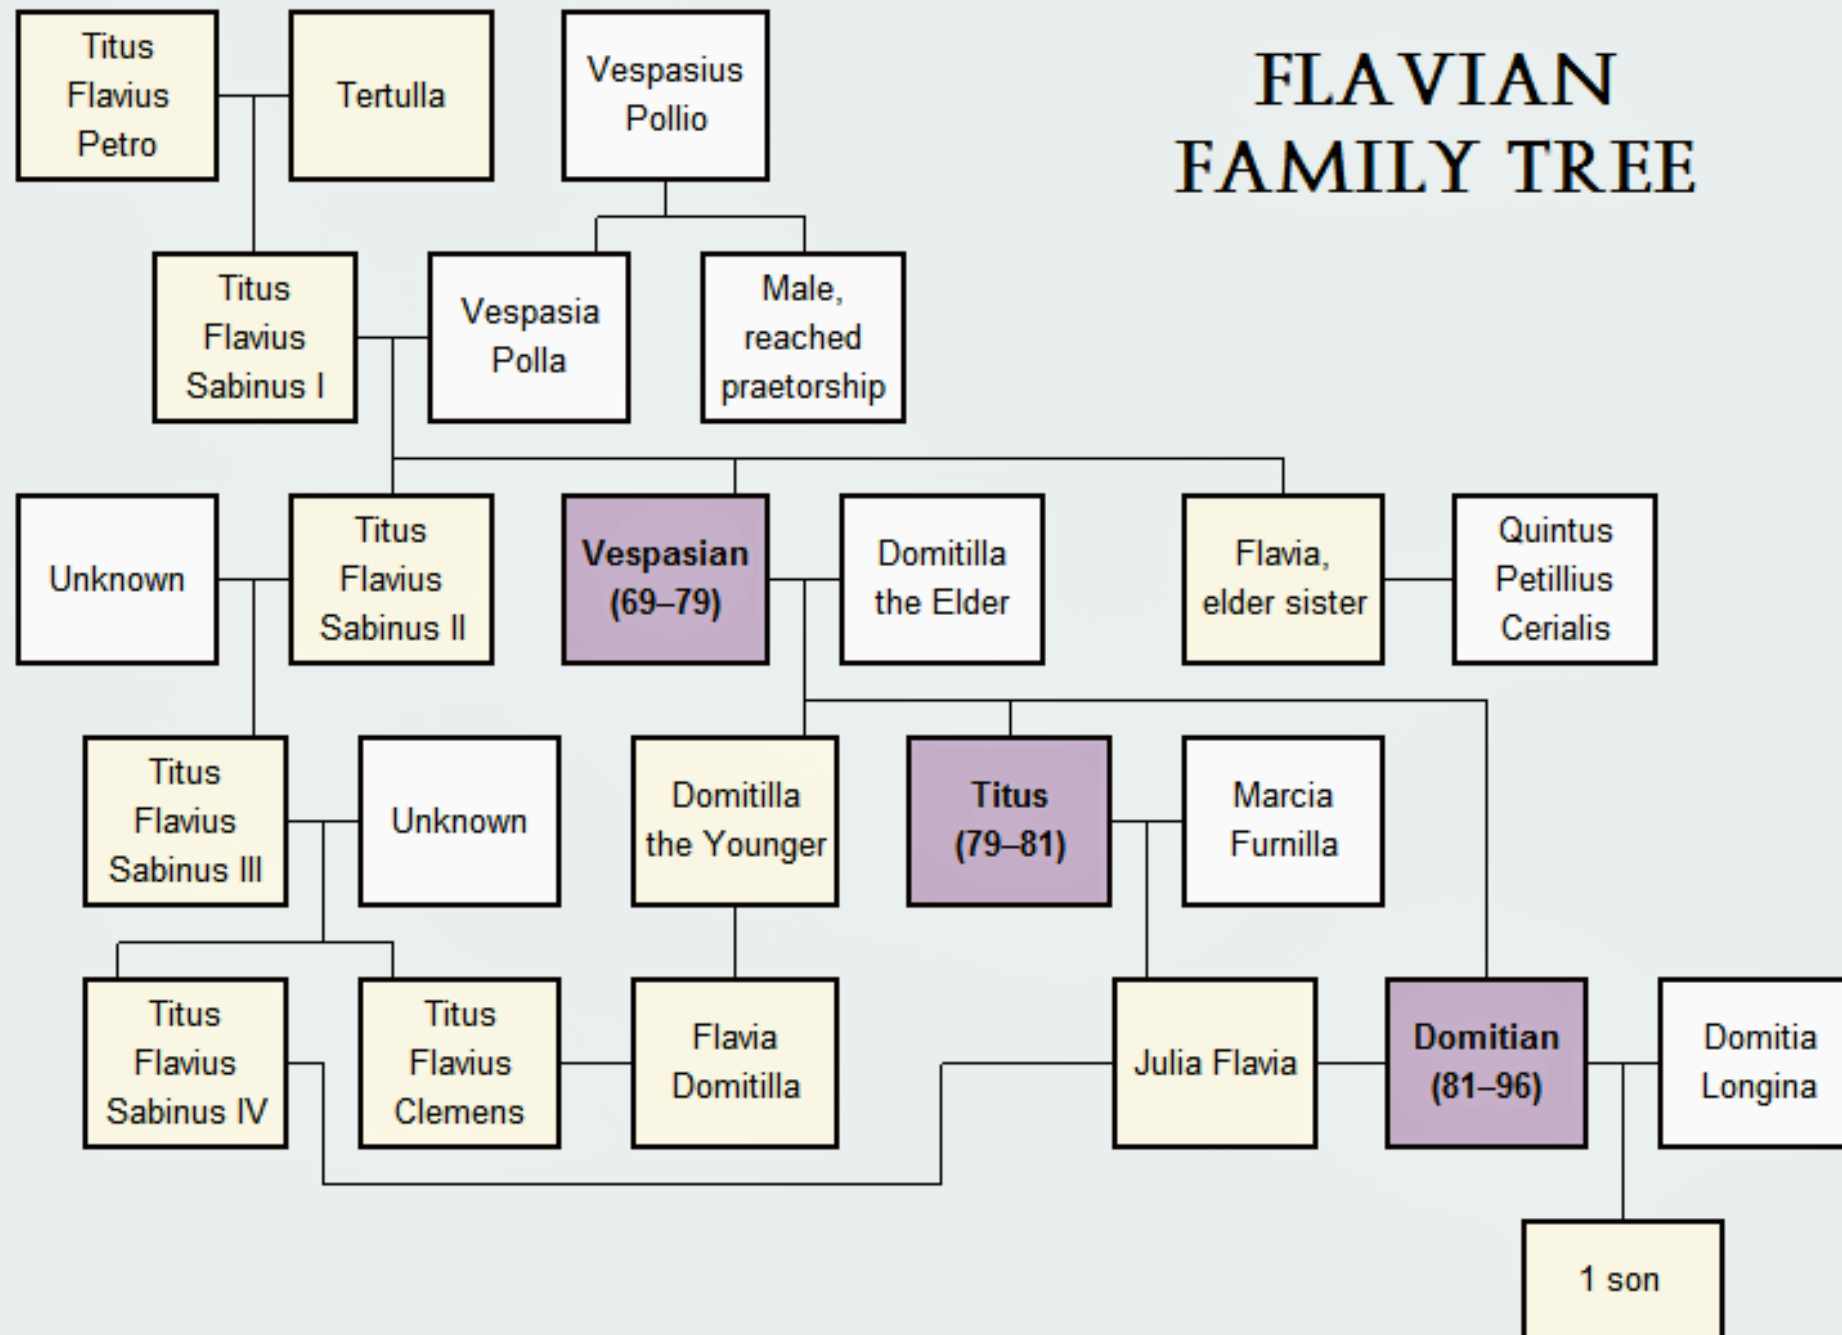 FLAVIAN
FAMILY TREE
Titus
Flavius
Petro
Tertulla
Vespasius
Pollio
Titus
Flavius
Sabinus I
Vespasia
Polla
Male,
reached
praetorship
Unknown
Titus
Flavius
Sabinus II
Vespasian
(69–79)
Domitilla
the Elder
Flavia,
elder sister
Quintus
Petillius
Cerialis
Titus
Flavius
Sabinus III
Unknown
Domitilla
the Younger
Titus
(79–81)
Marcia
Furnilla
Titus
Flavius
Sabinus IV
Titus
Flavius
Clemens
Flavia
Domitilla
Julia Flavia
Domitian
(81–96)
Domitia
Longina
1 son